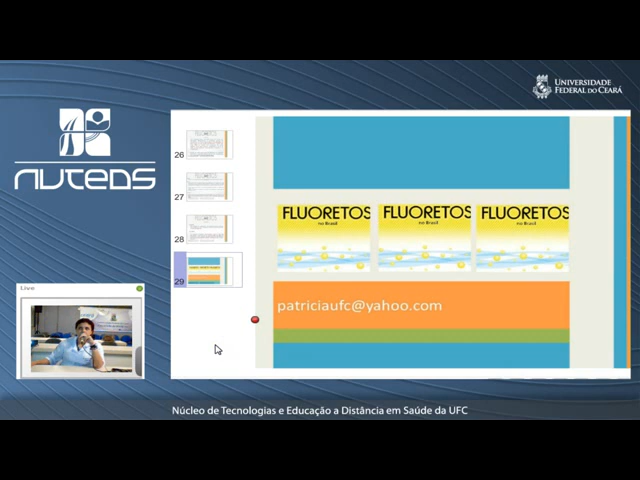 UNIVERSIDADE
FEDERAL DO CEARÁ
NUTEDS
26
27
28
29
FLUORETOS
no Brasil
FLUORETOS
no Brasil
FLUORETOS
no Brasil
patriciaufc@yahoo.com
Live
Núcleo de Tecnologias e Educação a Distância em Saúde da UFC